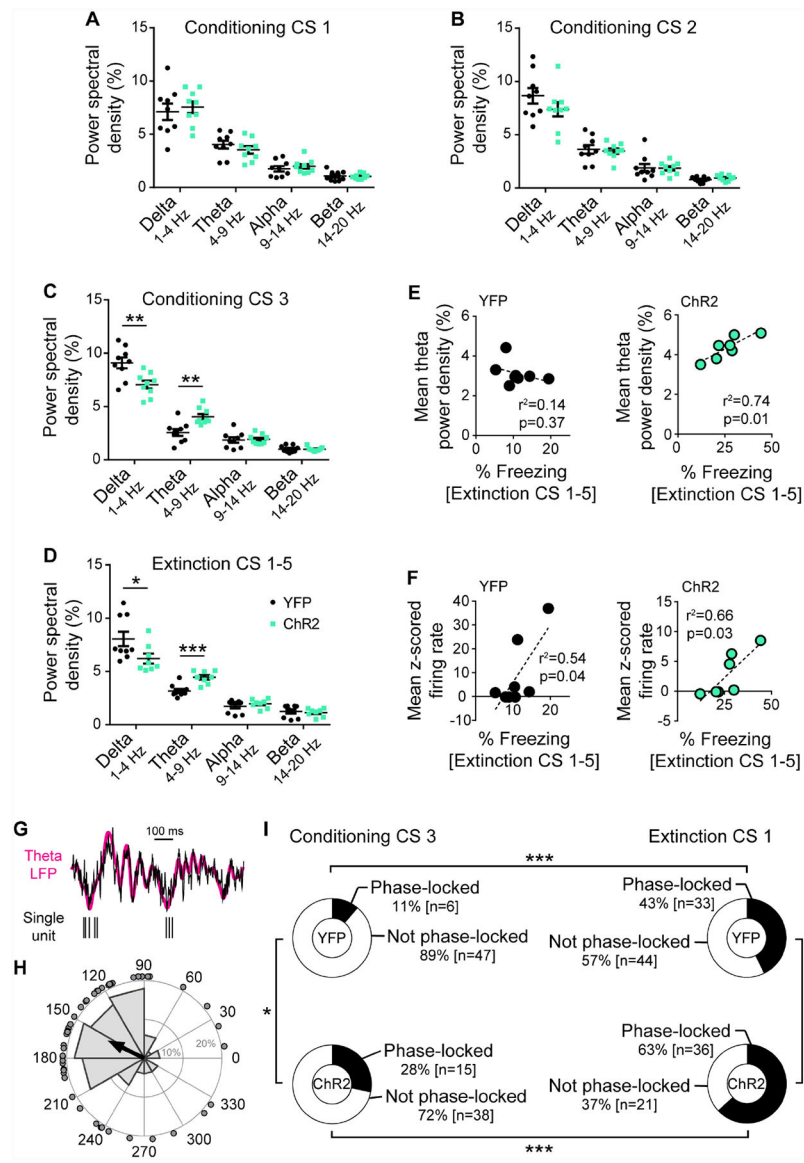 A
Conditioning CS 1
Power spectral
density (%)
15
10
5
0
Delta
1-4 Hz
Theta
4-9 Hz
Alpha
9-14 Hz
Beta
14-20 Hz
B
Conditioning CS 2
Power spectral
density (%)
15
10
5
0
Delta
1-4 Hz
Theta
4-9 Hz
Alpha
9-14 Hz
Beta
14-20 Hz
C
Conditioning CS 3
Power spectral
density (%)
15
10
5
0
**
**
Delta
1-4 Hz
Theta
4-9 Hz
Alpha
9-14 Hz
Beta
14-20 Hz
D
Extinction CS 1-5
Power spectral
density (%)
15
10
5
0
*
***
YFP
ChR2
Delta
1-4 Hz
Theta
4-9 Hz
Alpha
9-14 Hz
Beta
14-20 Hz
E
YFP
Mean theta
power density (%)
6
4
2
0
r²=0.14
p=0.37
0 10 20
% Freezing
[Extinction CS 1-5]
ChR2
Mean theta
power density (%)
6
4
2
0
r²=0.74
p=0.01
0 25 50
% Freezing
[Extinction CS 1-5]
F
YFP
Mean z-scored
firing rate
40
30
20
10
0
-10
r²=0.54
p=0.04
10 20
% Freezing
[Extinction CS 1-5]
ChR2
Mean z-scored
firing rate
15
10
5
0
-5
r²=0.66
p=0.03
25 50
% Freezing
[Extinction CS 1-5]
G
100 ms
Theta
LFP
Single
unit
H
90
60
30
0
330
300
270
240
210
180
150
120
10%
20%
I
Conditioning CS 3
Extinction CS 1
***
Phase-locked
11% [n=6]
YFP
Not phase-locked
89% [n=47]
Phase-locked
43% [n=33]
Not phase-locked
57% [n=44]
YFP
*
Phase-locked
28% [n=15]
ChR2
Not phase-locked
72% [n=38]
Phase-locked
63% [n=36]
Not phase-locked
37% [n=21]
ChR2
***